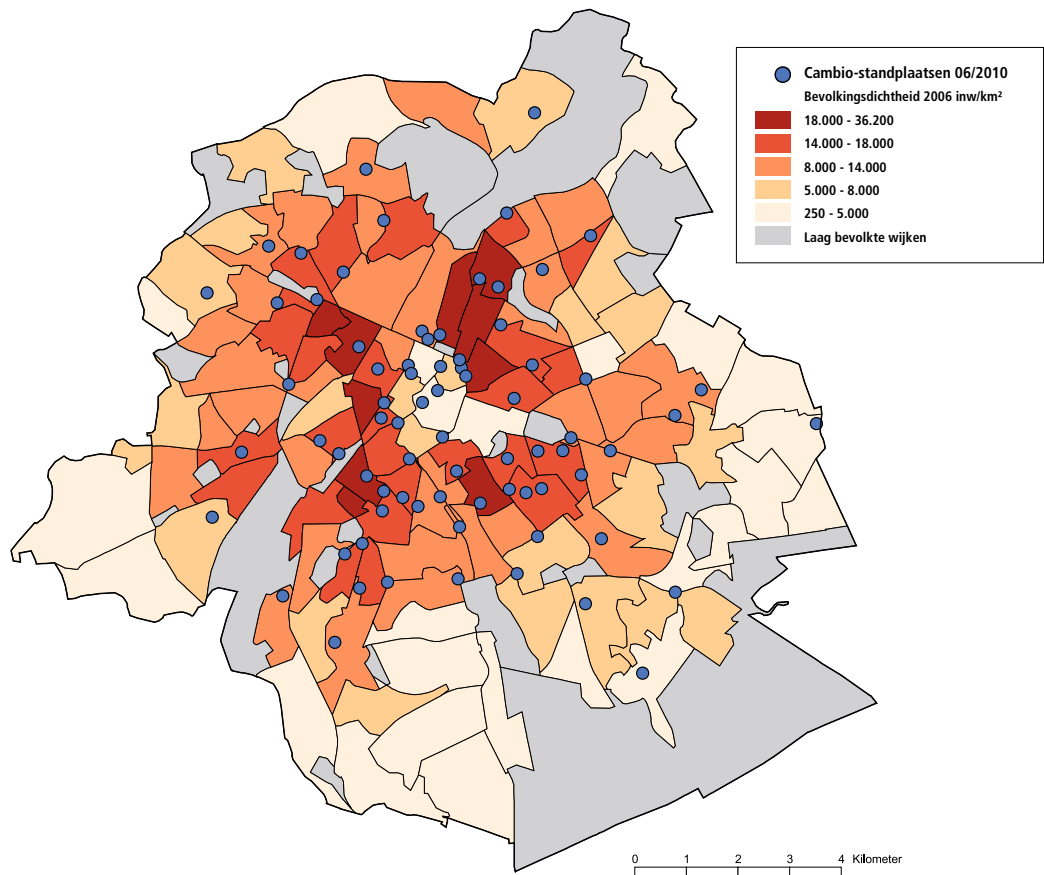 Cambio-standplaatsen 06/2010
Bevolkingsdichtheid 2006 inw/km²
18.000 - 36.200
14.000 - 18.000
8.000 - 14.000
5.000 - 8.000
250 - 5.000
Laag bevolkte wijken
0 1 2 3 4 Kilometer